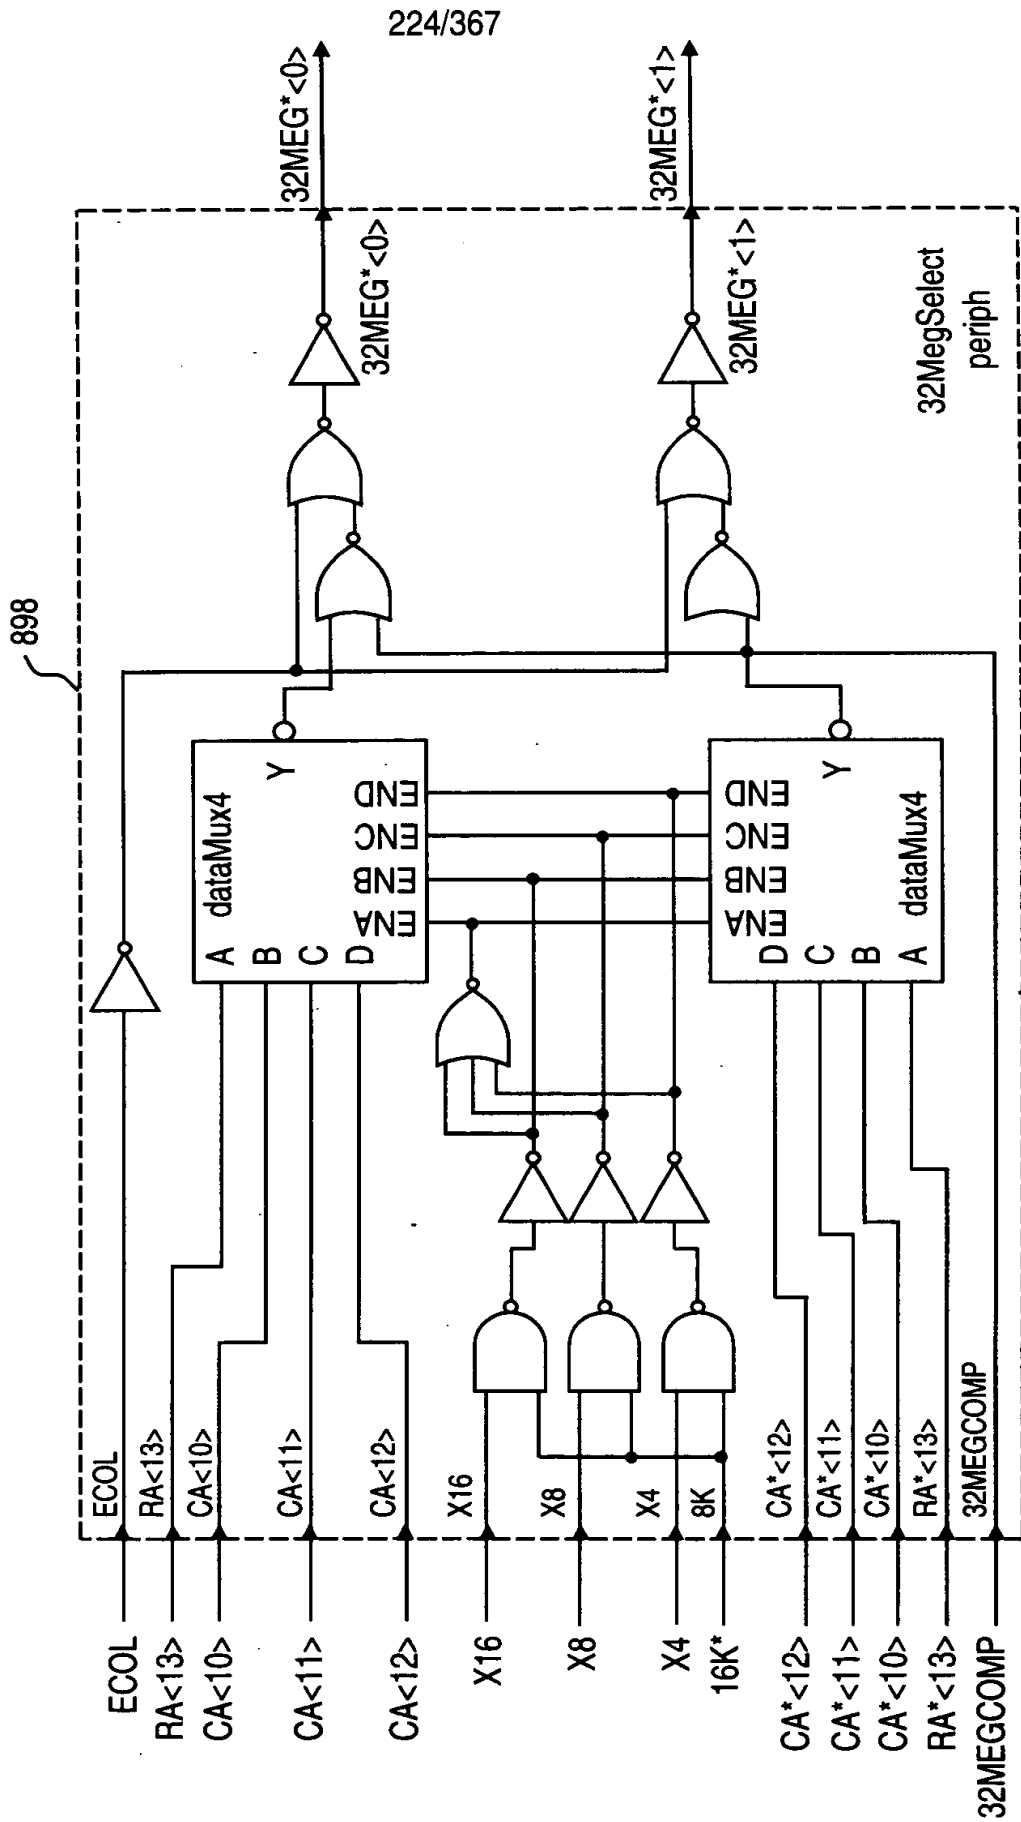 224/367
898
ECOL
RA<13>
CA<10>
CA<11>
CA<12>
X16
X8
X4
16K*
CA*<12>
CA*<11>
CA*<10>
RA*<13>
32MEGCOMP
ECOL
RA<13>
CA<10>
CA<11>
CA<12>
X16
X8
X4
8K
CA*<12>
CA*<11>
CA*<10>
RA*<13>
32MEGCOMP
A
B
C
D
dataMux4
Y
ENA
ENB
ENC
END
D
C
B
A
dataMux4
Y
ENA
ENB
ENC
END
32MEG*<0>
32MEG*<0>
32MEG*<1>
32MEG*<1>
32MegSelect
periph